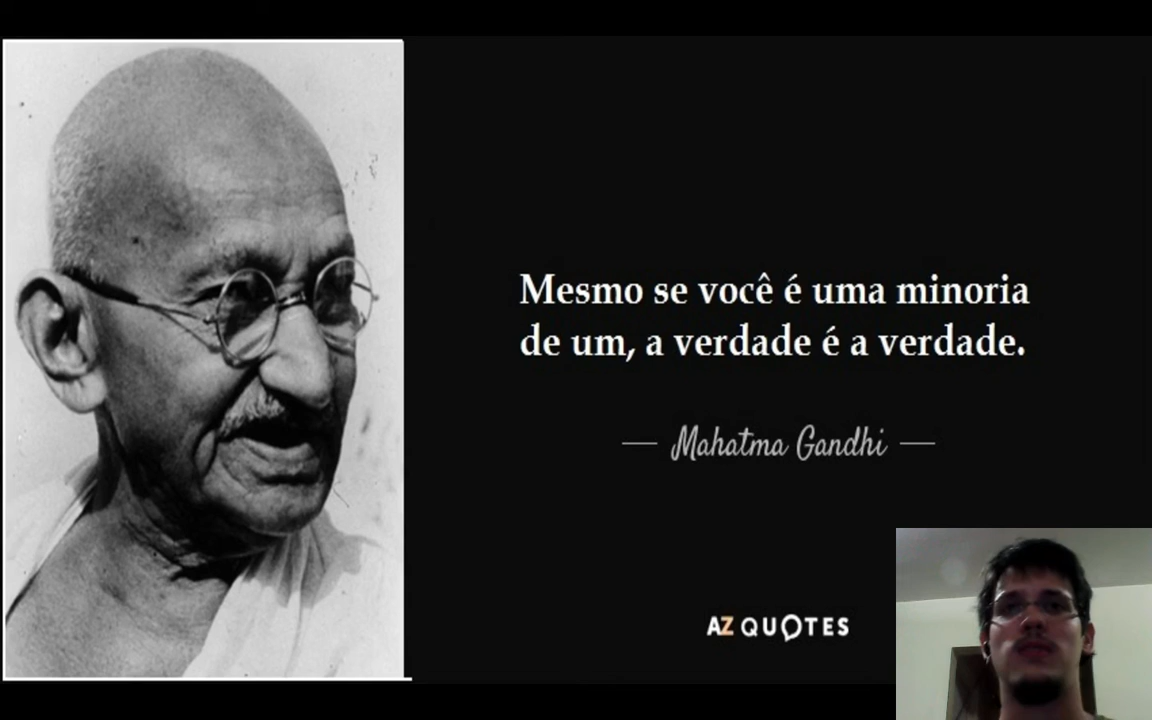 Mesmo se você é uma minoria
de um, a verdade é a verdade.
Mahatma Gandhi
AZ QUOTES